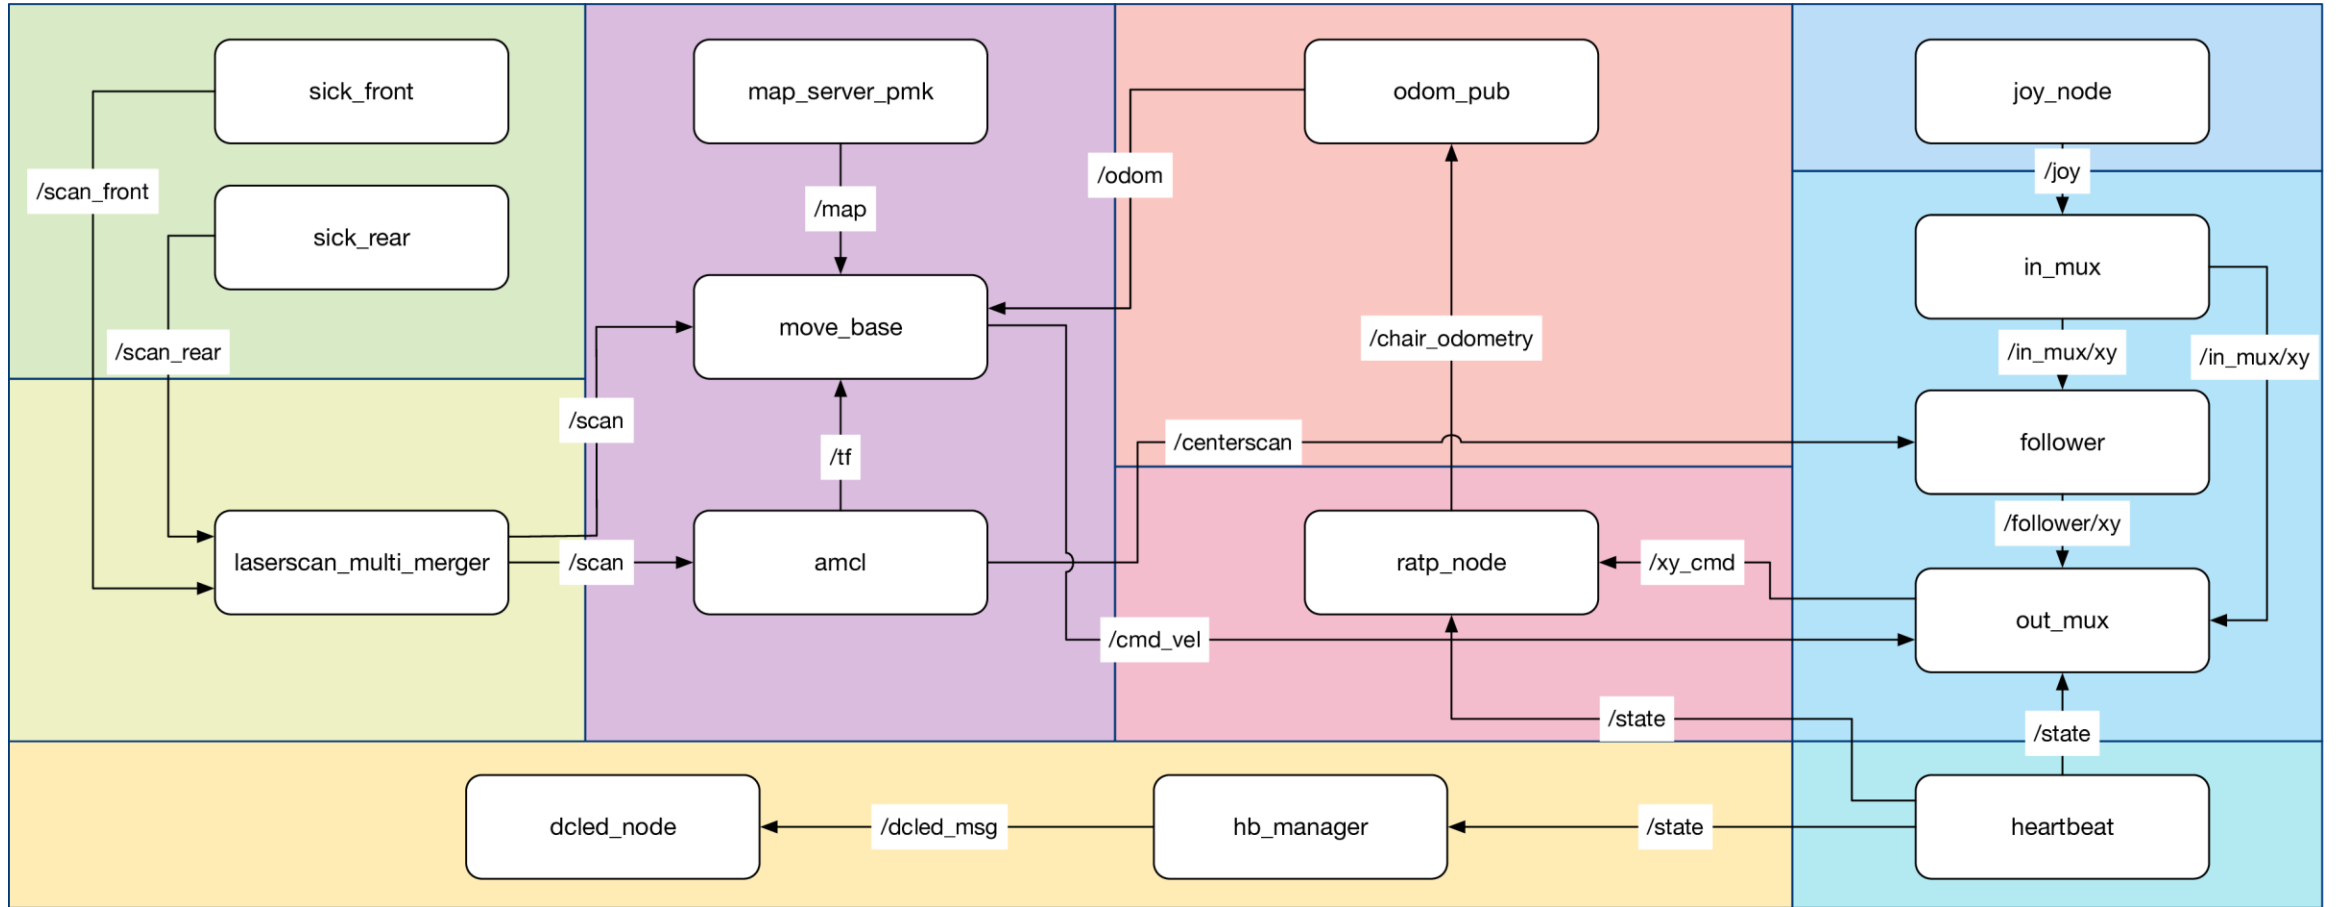 sick_front
map_server_pmk
odom_pub
joy_node
/scan_front
/odom
/joy
/map
sick_rear
in_mux
move_base
/chair_odometry
/scan_rear
/in_mux/xy
/in_mux/xy
/scan
/centerscan
follower
/tf
/follower/xy
laserscan_multi_merger
/scan
amcl
ratp_node
/xy_cmd
out_mux
/cmd_vel
/state
/state
dcled_node
/dcled_msg
hb_manager
/state
heartbeat